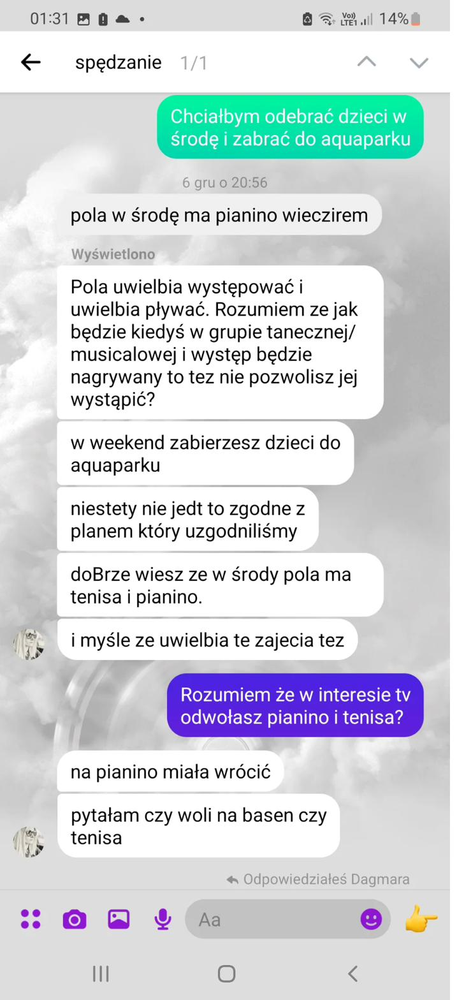 01:31
Vo))
LTE1
14%
spędzanie 1/1
Chciałbym odebrać dzieci w
środę i zabrać do aquaparku
6 gru o 20:56
pola w środę ma pianino wieczirem
Wyświetlono
Pola uwielbia występować i
uwielbia pływać. Rozumiem ze jak
będzie kiedyś w grupie tanecznej/
musicalowej i występ będzie
nagrywany to tez nie pozwolisz jej
wystąpić?
w weekend zabierzesz dzieci do
aquaparku
niestety nie jedt to zgodne z
planem który uzgodniliśmy
doBrze wiesz ze w środy pola ma
tenisa i pianino.
i myśle ze uwielbia te zajecia tez
Rozumiem że w interesie tv
odwołasz pianino i tenisa?
na pianino miała wrócić
pytałam czy woli na basen czy
tenisa
Odpowiedziałeś Dagmara
Aa